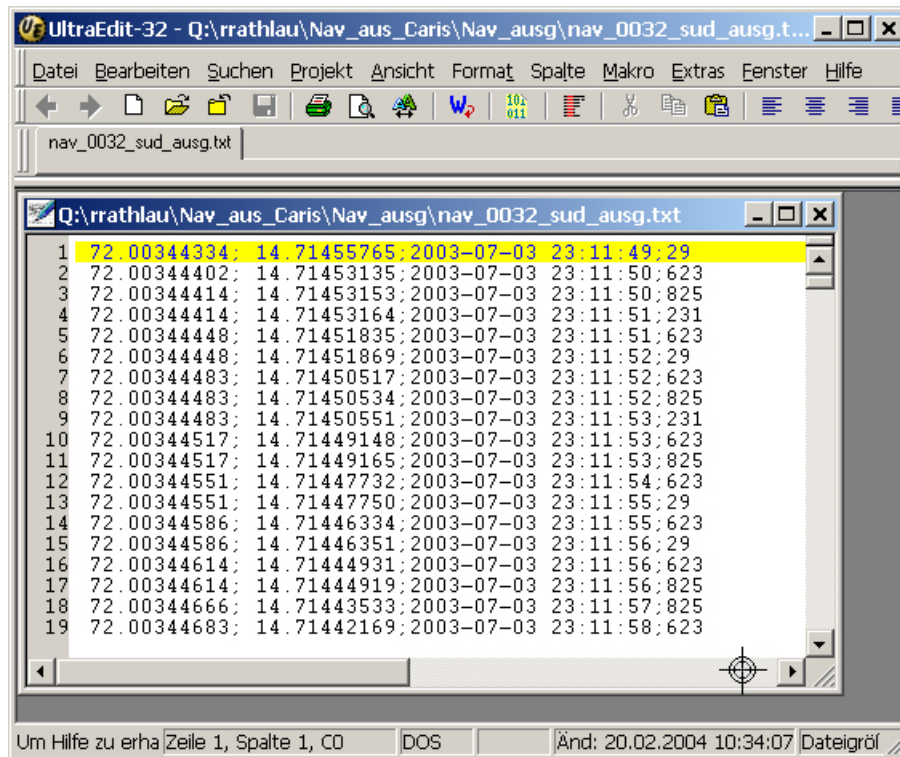 UltraEdit-32 - Q:\rrathlau\Nav_aus_Caris\Nav_ausg\nav_0032_sud_ausg.t...
Datei Bearbeiten Suchen Projekt Ansicht Format Spalte Makro Extras Fenster Hilfe
nav_0032_sud_ausg.txt
Q:\rrathlau\Nav_aus_Caris\Nav_ausg\nav_0032_sud_ausg.txt
1 72.00344334; 14.71455765;2003-07-03 23:11:49;29
2 72.00344402; 14.71453135;2003-07-03 23:11:50;623
3 72.00344414; 14.71453153;2003-07-03 23:11:50;825
4 72.00344414; 14.71453164;2003-07-03 23:11:51;231
5 72.00344448; 14.71451835;2003-07-03 23:11:51;623
6 72.00344448; 14.71451869;2003-07-03 23:11:52;29
7 72.00344483; 14.71450517;2003-07-03 23:11:52;623
8 72.00344483; 14.71450534;2003-07-03 23:11:52;825
9 72.00344483; 14.71450551;2003-07-03 23:11:53;231
10 72.00344517; 14.71449148;2003-07-03 23:11:53;623
11 72.00344517; 14.71449165;2003-07-03 23:11:53;825
12 72.00344551; 14.71447732;2003-07-03 23:11:54;623
13 72.00344551; 14.71447750;2003-07-03 23:11:55;29
14 72.00344586; 14.71446334;2003-07-03 23:11:55;623
15 72.00344586; 14.71446351;2003-07-03 23:11:56;29
16 72.00344614; 14.71444931;2003-07-03 23:11:56;623
17 72.00344614; 14.71444919;2003-07-03 23:11:56;825
18 72.00344666; 14.71443533;2003-07-03 23:11:57;825
19 72.00344683; 14.71442169;2003-07-03 23:11:58;623
Um Hilfe zu erha Zeile 1, Spalte 1, C0 DOS Änd: 20.02.2004 10:34:07 Dateigröf